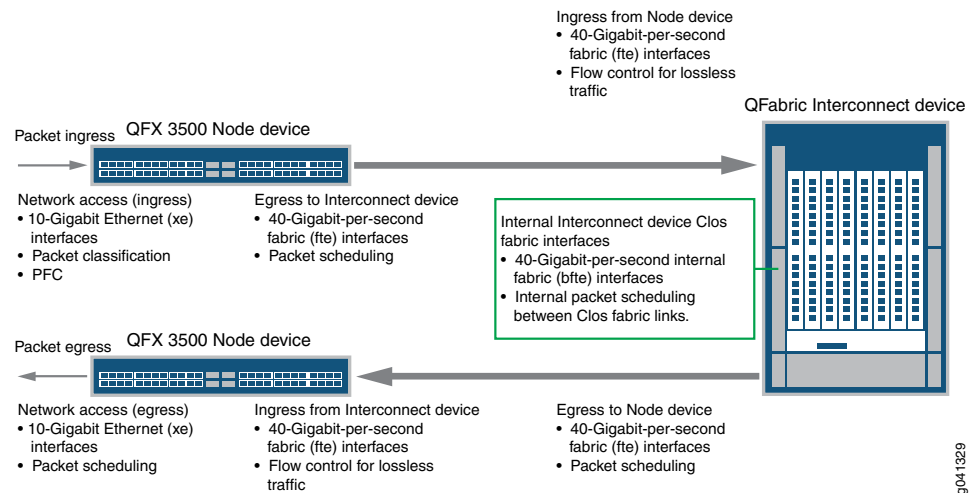 Ingress from Node device
• 40-Gigabit-per-second
fabric (fte) interfaces
• Flow control for lossless
traffic
QFabric Interconnect device
Packet ingress
QFX 3500 Node device
Network access (ingress)
• 10-Gigabit Ethernet (xe)
interfaces
• Packet classification
• PFC
Egress to Interconnect device
• 40-Gigabit-per-second
fabric (fte) interfaces
• Packet scheduling
Internal Interconnect device Clos
fabric interfaces
• 40-Gigabit-per-second internal
fabric (bfte) interfaces
• Internal packet scheduling
between Clos fabric links.
Packet egress
QFX 3500 Node device
Network access (egress)
• 10-Gigabit Ethernet (xe)
interfaces
• Packet scheduling
Ingress from Interconnect device
• 40-Gigabit-per-second
fabric (fte) interfaces
• Flow control for lossless
traffic
Egress to Node device
• 40-Gigabit-per-second
fabric (fte) interfaces
• Packet scheduling
g041329